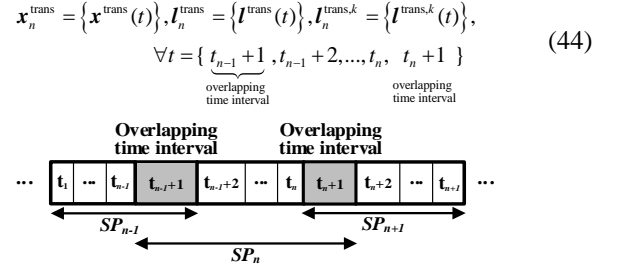 x_n^trans = {x^trans(t)}, l_n^trans = {l^trans(t)}, l_n^trans,k = {l^trans,k(t)},
∀t = { t_{n-1}+1 , t_{n-1}+2,..., t_n, t_n+1 }
(44)
overlapping time interval
overlapping time interval
Overlapping time interval
Overlapping time interval
... t_1 ... t_{n-1} t_{n-1}+1 t_{n-1}+2 ... t_n t_n+1 t_n+2 ... t_{n+1} ...
SP_{n-1} SP_{n+1}
SP_n